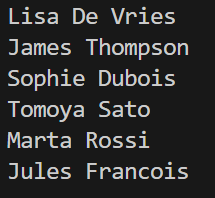 Lisa De Vries
James Thompson
Sophie Dubois
Tomoya Sato
Marta Rossi
Jules Francois